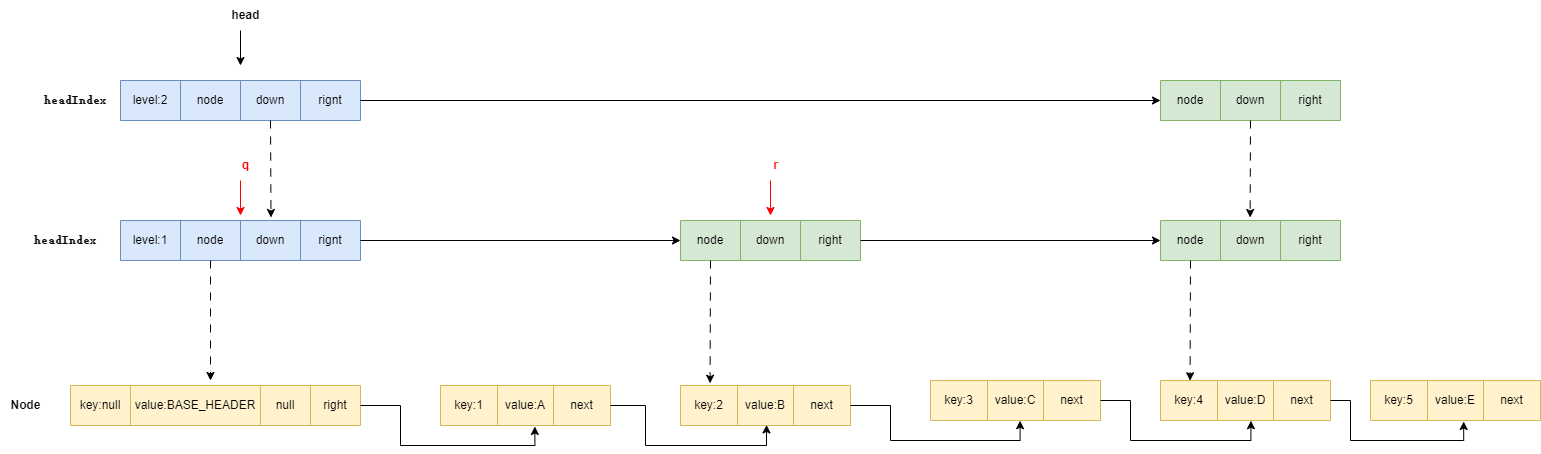 head
headIndex level:2 node down rignt node down right
q r
headIndex level:1 node down rignt node down right node down right
Node key:null value:BASE_HEADER null right key:1 value:A next key:2 value:B next key:3 value:C next key:4 value:D next key:5 value:E next